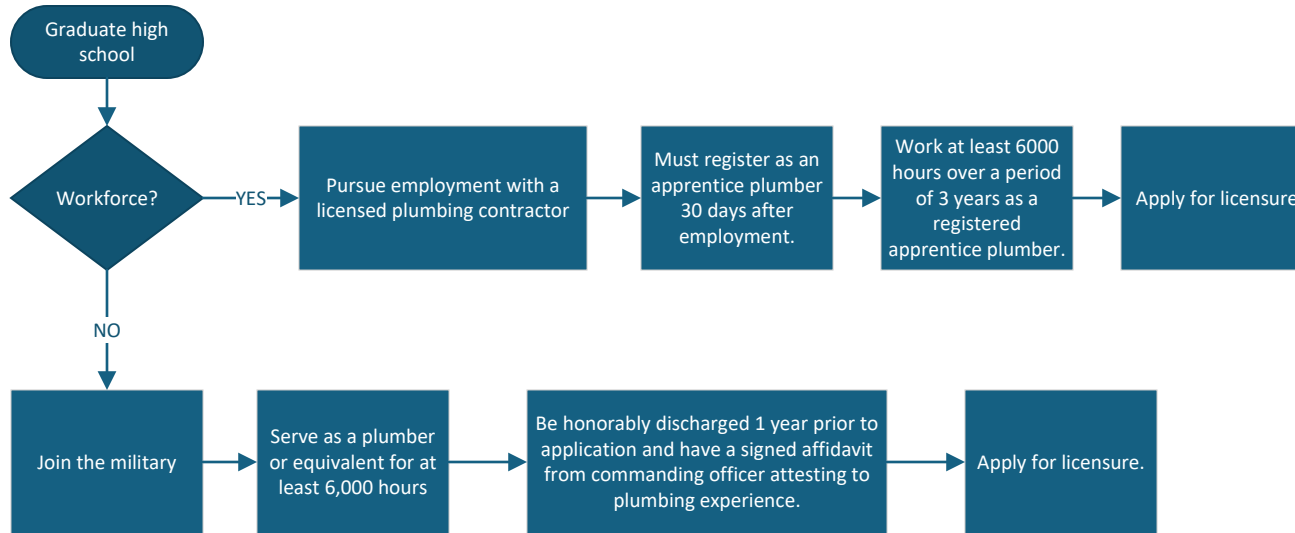 Graduate high
school
Workforce?
YES
Pursue employment with a
licensed plumbing contractor
Must register as an
apprentice plumber
30 days after
employment.
Work at least 6000
hours over a period
of 3 years as a
registered
apprentice plumber.
Apply for licensure
NO
Join the military
Serve as a plumber
or equivalent for at
least 6,000 hours
Be honorably discharged 1 year prior to
application and have a signed affidavit
from commanding officer attesting to
plumbing experience.
Apply for licensure.